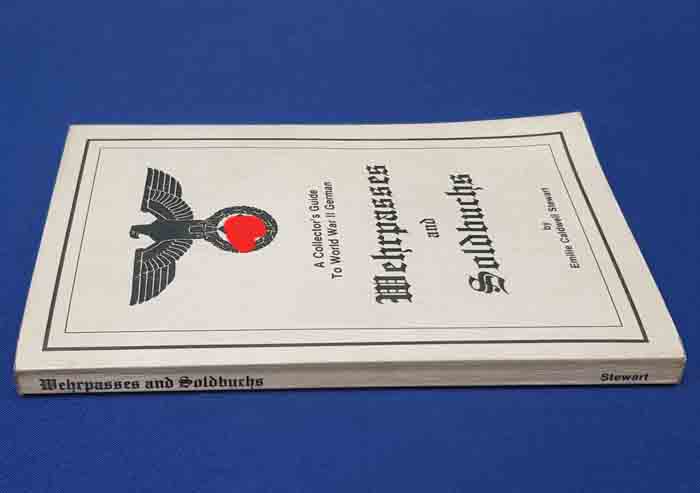 A Collector's Guide
To World War II German
Wehrpasses
and
Soldbuchs
by
Emilie Caldwell Stewart
Wehrpasses and Soldbuchs
Stewart